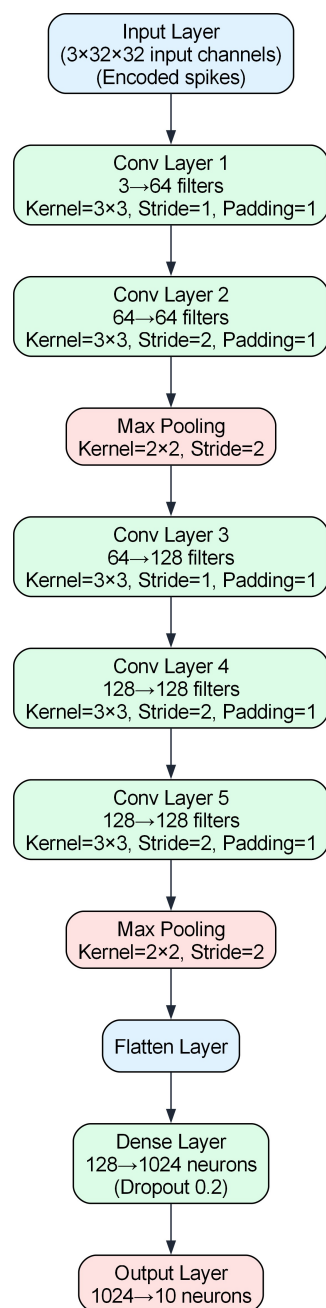 Input Layer
(3×32×32 input channels)
(Encoded spikes)
Conv Layer 1
3→64 filters
Kernel=3×3, Stride=1, Padding=1
Conv Layer 2
64→64 filters
Kernel=3×3, Stride=2, Padding=1
Max Pooling
Kernel=2×2, Stride=2
Conv Layer 3
64→128 filters
Kernel=3×3, Stride=1, Padding=1
Conv Layer 4
128→128 filters
Kernel=3×3, Stride=2, Padding=1
Conv Layer 5
128→128 filters
Kernel=3×3, Stride=2, Padding=1
Max Pooling
Kernel=2×2, Stride=2
Flatten Layer
Dense Layer
128→1024 neurons
(Dropout 0.2)
Output Layer
1024→10 neurons